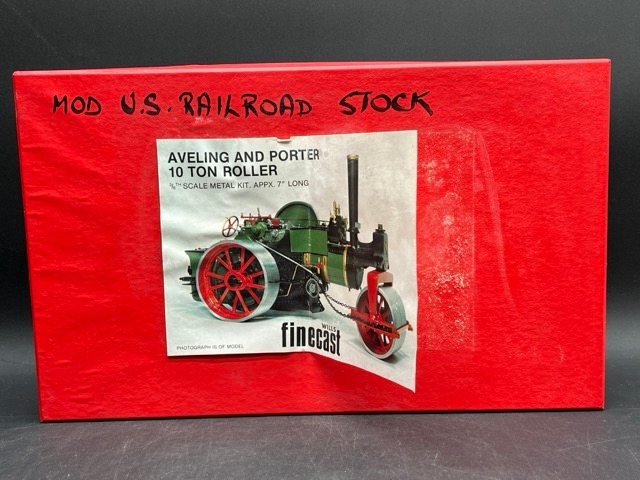 MOD U.S. RAILROAD STOCK
AVELING AND PORTER
10 TON ROLLER
TH SCALE METAL KIT. APPX. 7" LONG
WILLS
finecast
PHOTOGRAPH IS OF MODEL